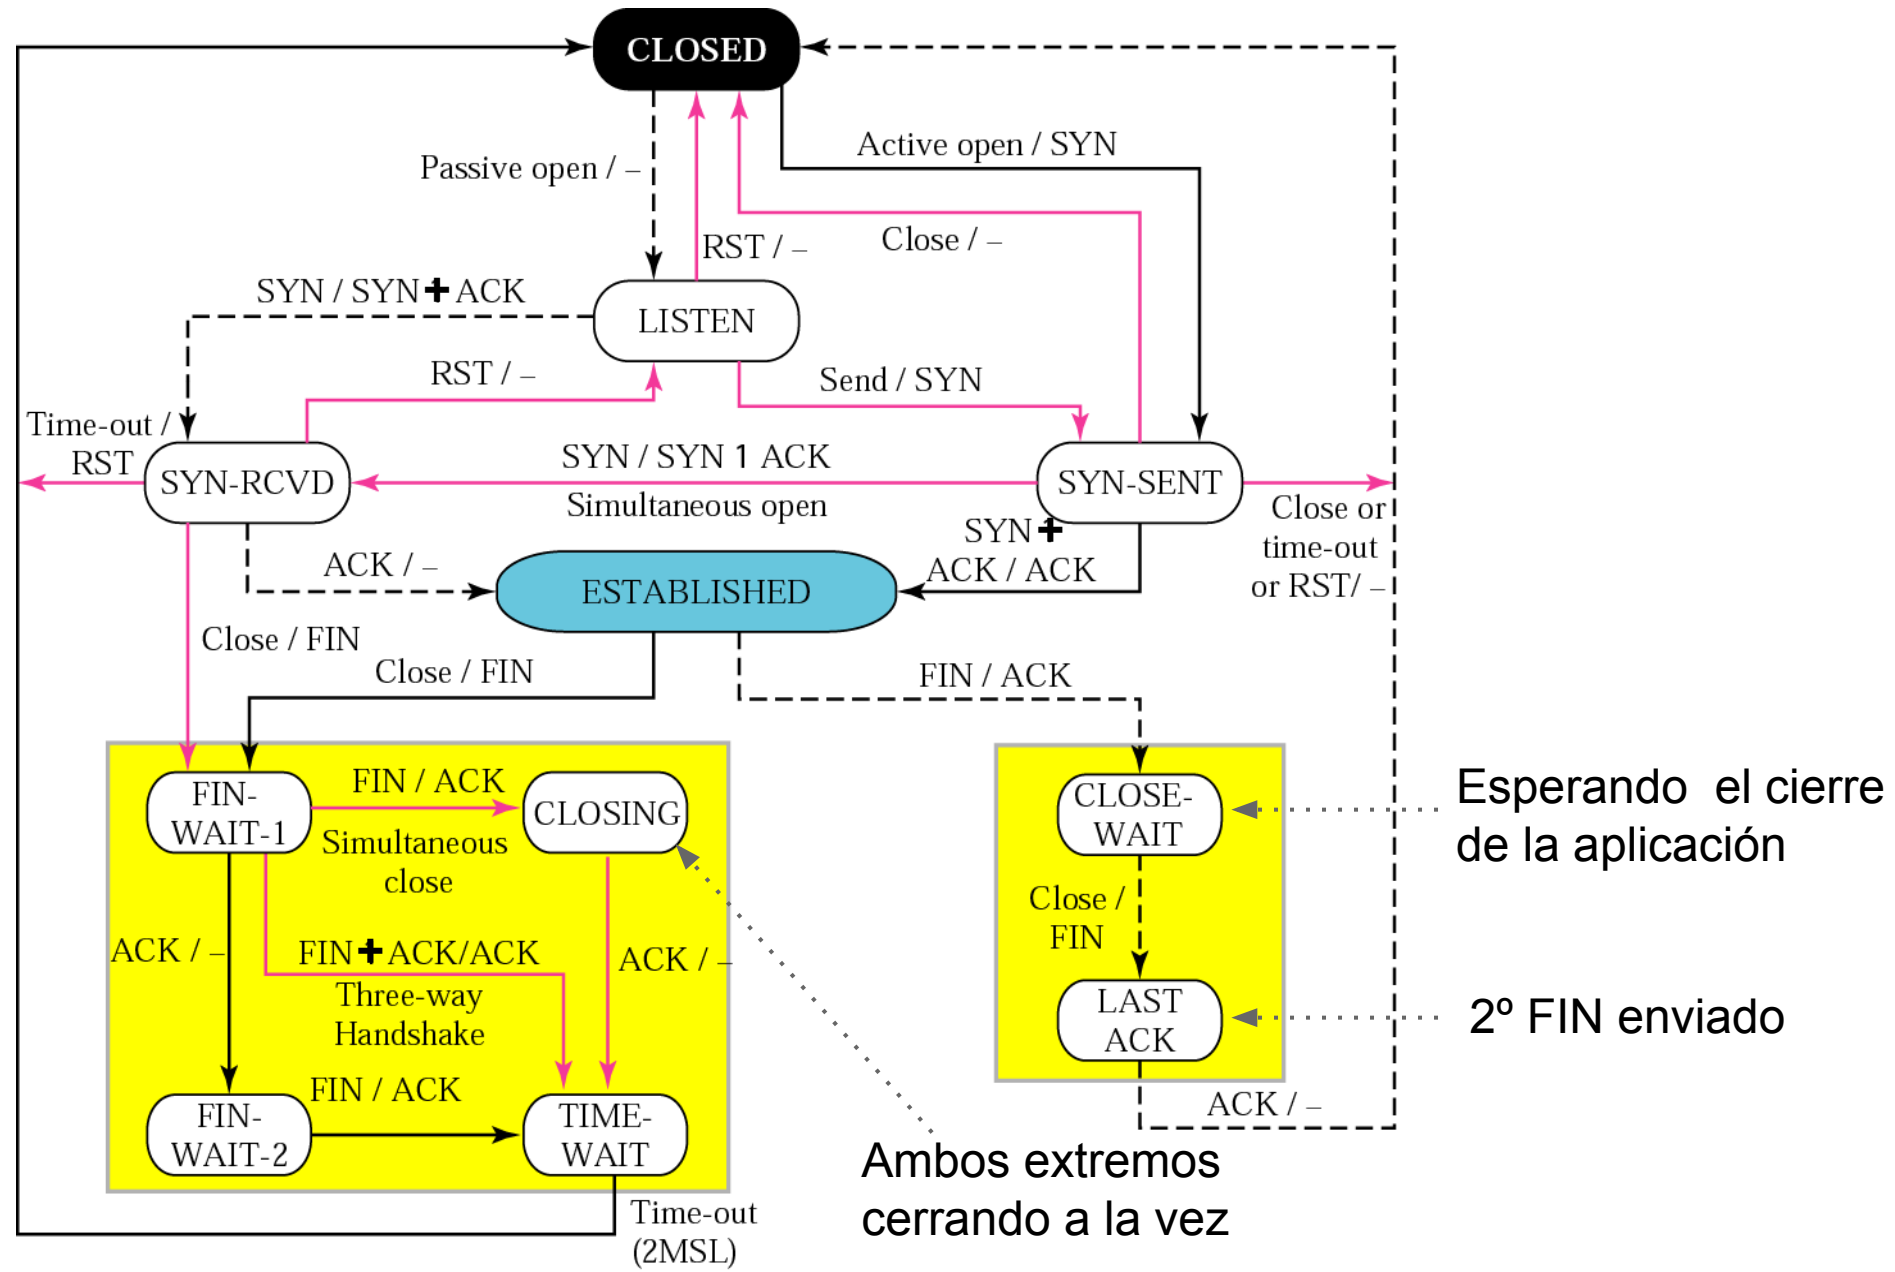 CLOSED
Active open / SYN
Passive open / –
RST / –
Close / –
SYN / SYN + ACK
LISTEN
RST / –
Send / SYN
Time-out /
RST
SYN-RCVD
SYN / SYN 1 ACK
Simultaneous open
SYN-SENT
Close or
time-out
or RST/ –
SYN +
ACK / ACK
ACK / –
ESTABLISHED
Close / FIN
Close / FIN
FIN / ACK
FIN-
WAIT-1
FIN / ACK
Simultaneous
close
CLOSING
CLOSE-
WAIT
Esperando  el cierre
de la aplicación
Close /
FIN
ACK / –
FIN + ACK/ACK
Three-way
Handshake
ACK / –
LAST
ACK
2º FIN enviado
FIN / ACK
FIN-
WAIT-2
TIME-
WAIT
ACK / –
Ambos extremos
cerrando a la vez
Time-out
(2MSL)